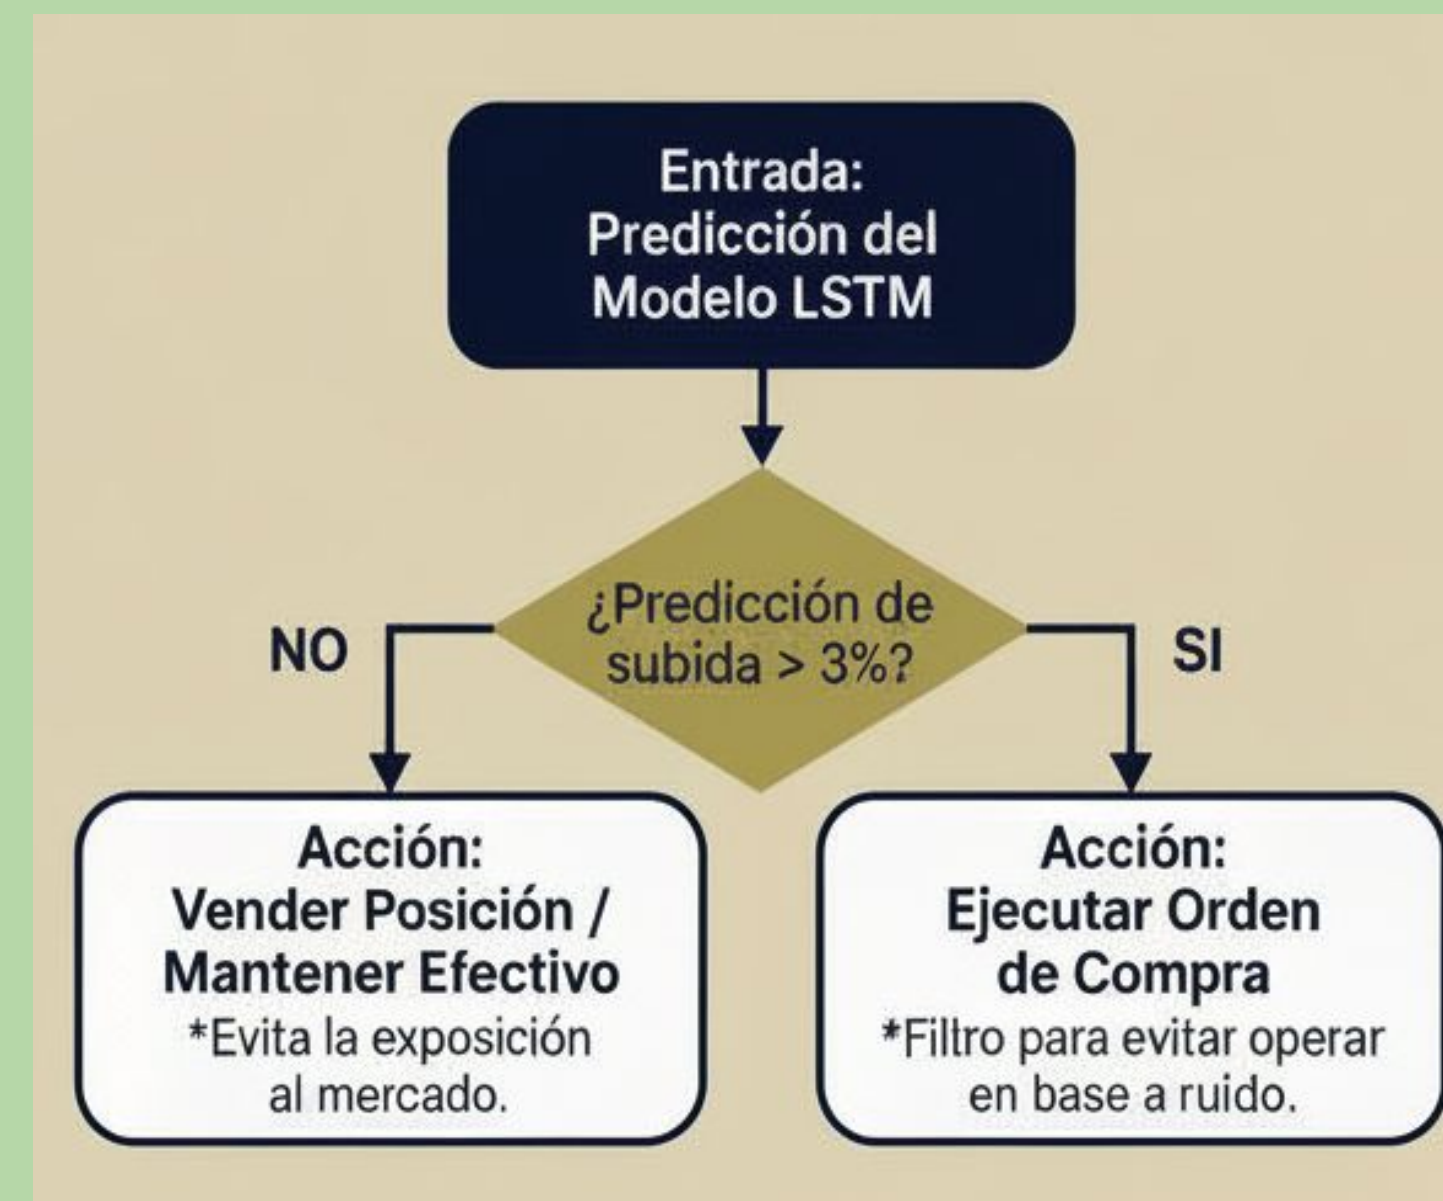 Entrada:
Predicción del
Modelo LSTM
¿Predicción de
subida > 3%?
NO
SI
Acción:
Vender Posición /
Mantener Efectivo
*Evita la exposición
al mercado.
Acción:
Ejecutar Orden
de Compra
*Filtro para evitar operar
en base a ruido.